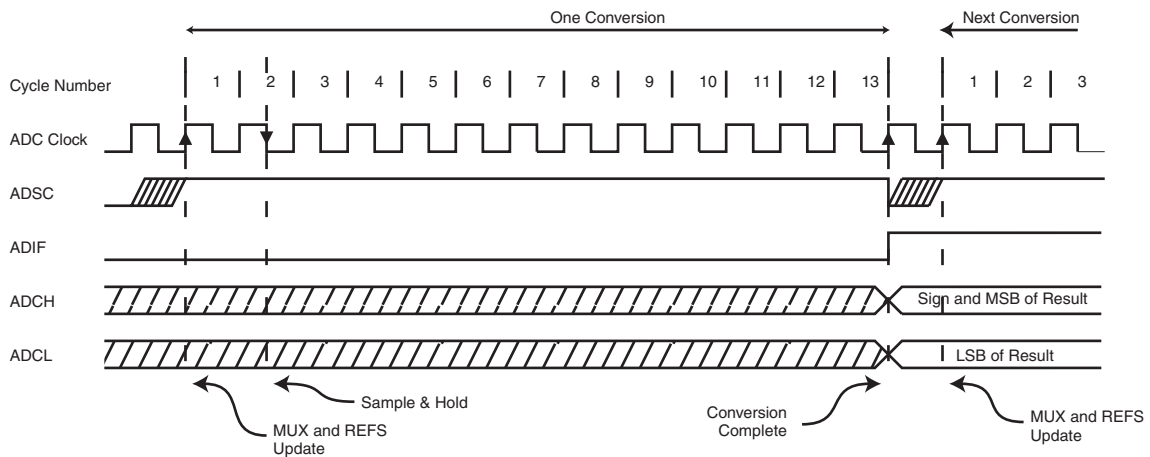 One Conversion
Next Conversion
Cycle Number
1 2 3 4 5 6 7 8 9 10 11 12 13 1 2 3
ADC Clock
ADSC
ADIF
ADCH
Sign and MSB of Result
ADCL
LSB of Result
Sample & Hold
MUX and REFS
Update
Conversion
Complete
MUX and REFS
Update